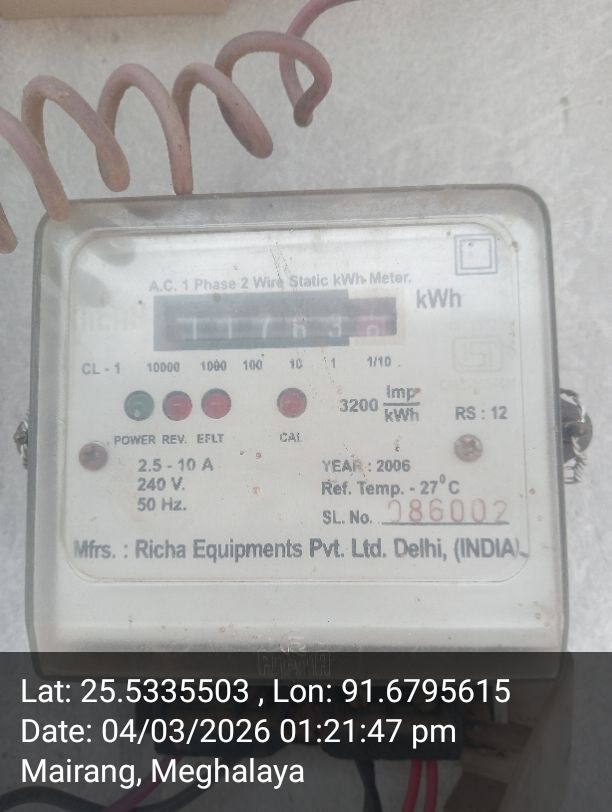 A.C. 1 Phase 2 Wire Static kWh Meter.
kWh
CL - 1 10000 1000 100 10 1 1/10
3200 Imp/kWh
RS : 12
POWER REV. EFLT CAL
2.5 - 10 A
240 V.
50 Hz.
YEAR : 2006
Ref. Temp. - 27°C
SL. No. 086002
Mfrs. : Richa Equipments Pvt. Ltd. Delhi, (INDIA)
Lat: 25.5335503 , Lon: 91.6795615
Date: 04/03/2026 01:21:47 pm
Mairang, Meghalaya